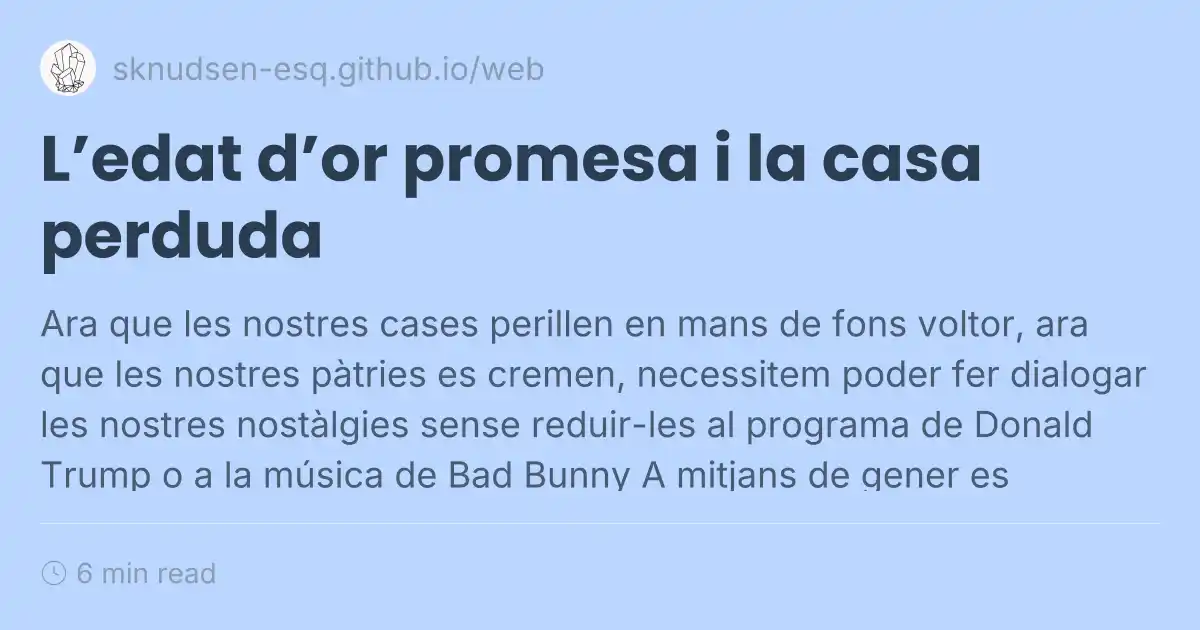 sknudsen-esq.github.io/web
L’edat d’or promesa i la casa
perduda
Ara que les nostres cases perillen en mans de fons voltor, ara
que les nostres pàtries es cremen, necessitem poder fer dialogar
les nostres nostàlgies sense reduir-les al programa de Donald
Trump o a la música de Bad Bunny A mitjans de gener es
6 min read